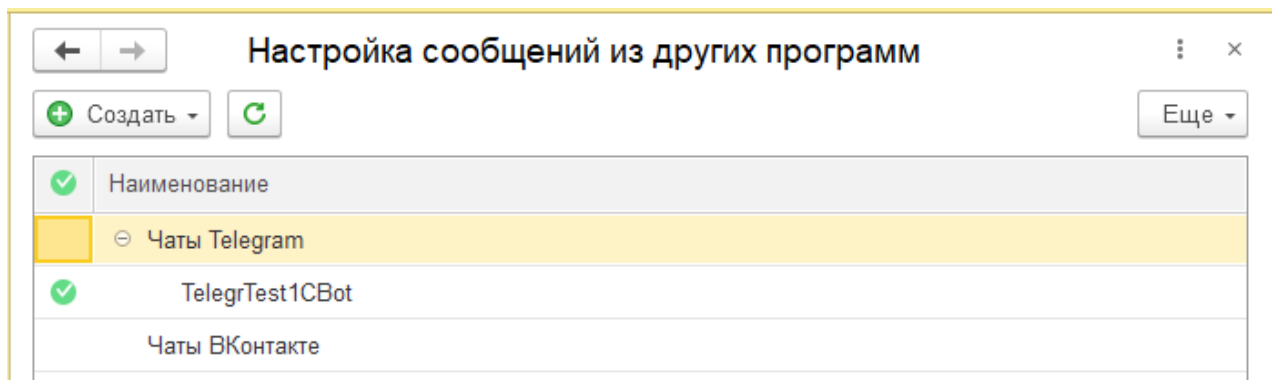 Настройка сообщений из других программ
Создать
Еще
Наименование
Чаты Telegram
TelegrTest1CBot
Чаты ВКонтакте